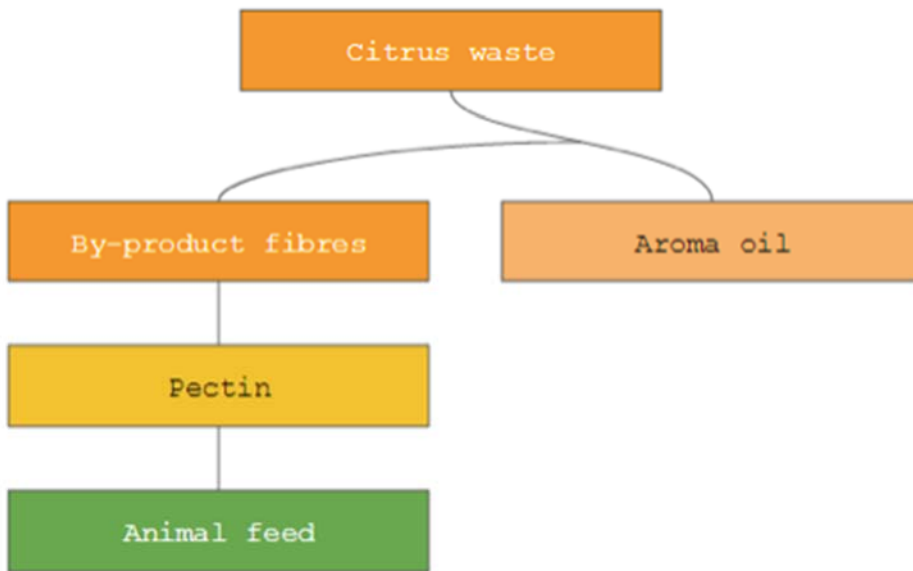 Citrus waste
By-product fibres
Aroma oil
Pectin
Animal feed